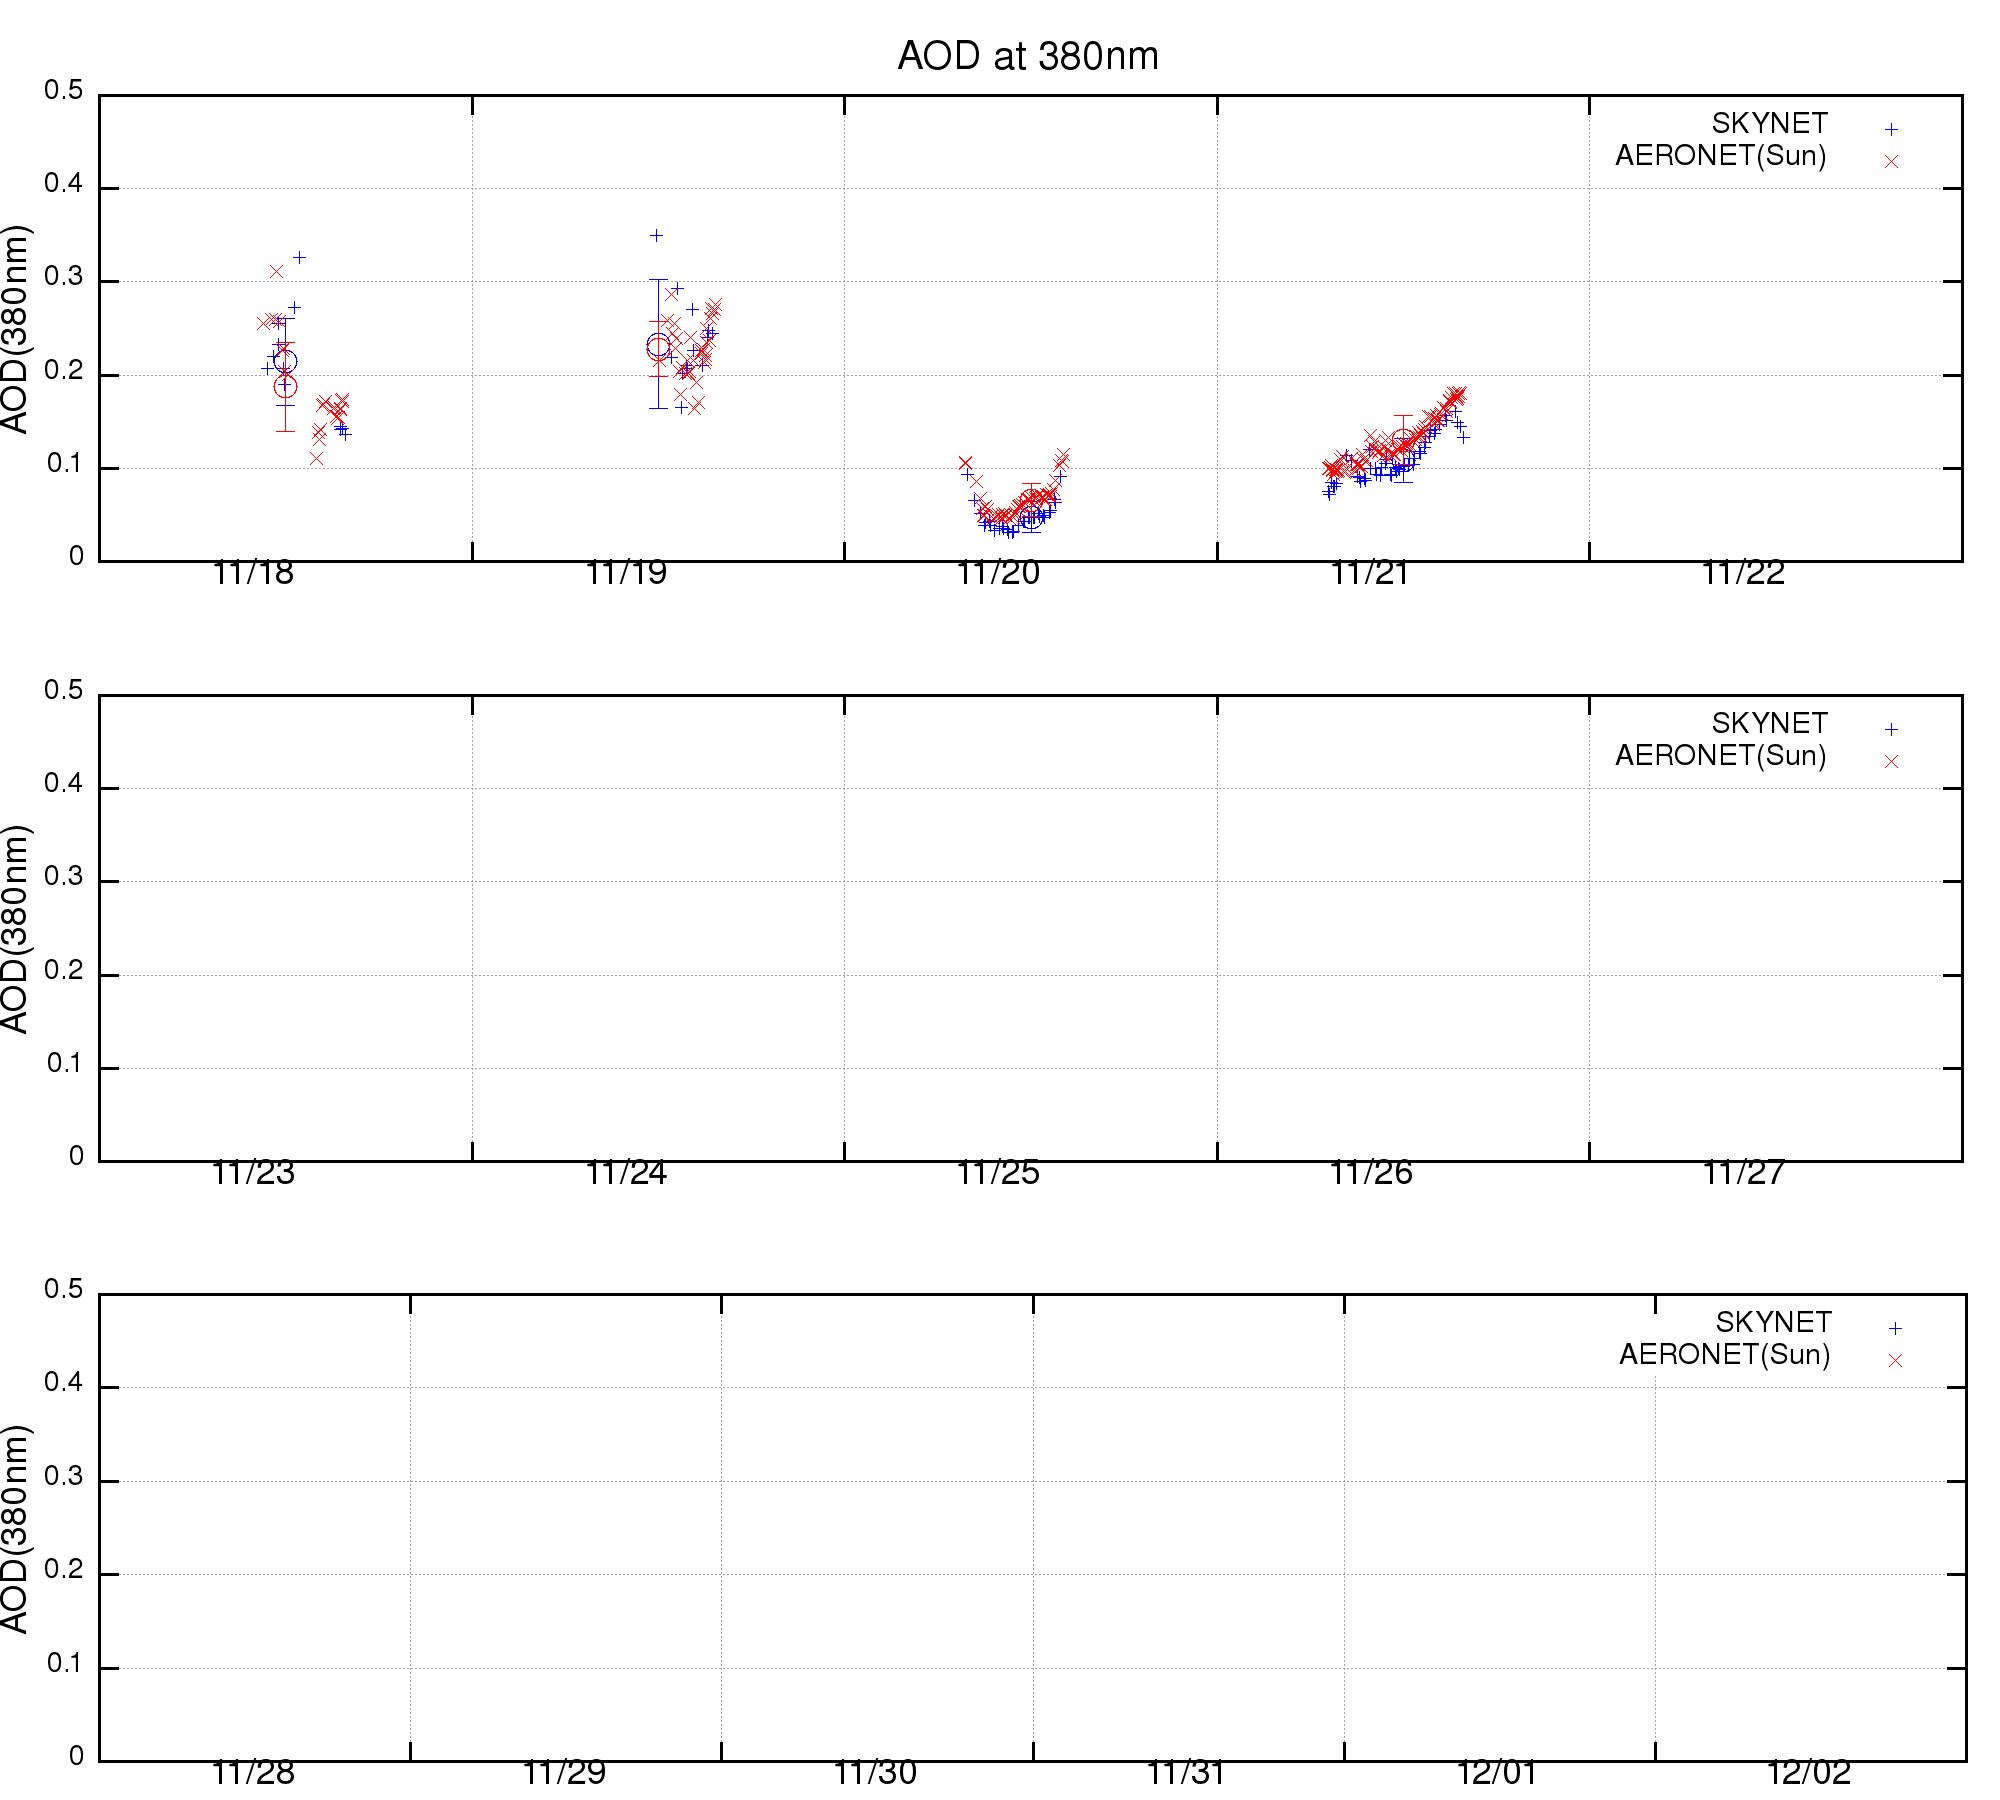 AOD at 380nm
0.5
SKYNET
AERONET(Sun)
0.4
0.3
0.2
0.1
0
AOD(380nm)
11/18 11/19 11/20 11/21 11/22
0.5
SKYNET
AERONET(Sun)
0.4
0.3
0.2
0.1
0
AOD(380nm)
11/23 11/24 11/25 11/26 11/27
0.5
SKYNET
AERONET(Sun)
0.4
0.3
0.2
0.1
0
AOD(380nm)
11/28 11/29 11/30 11/31 12/01 12/02